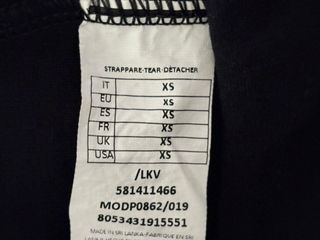 STRAPPARE-TEAR-DÉTACHER
IT XS
EU XS
ES XS
FR XS
UK XS
USA XS
/LKV
581411466
MODP0862/019
8053431915551
MADE IN SRI LANKA-FABRIQUÉ EN SRI